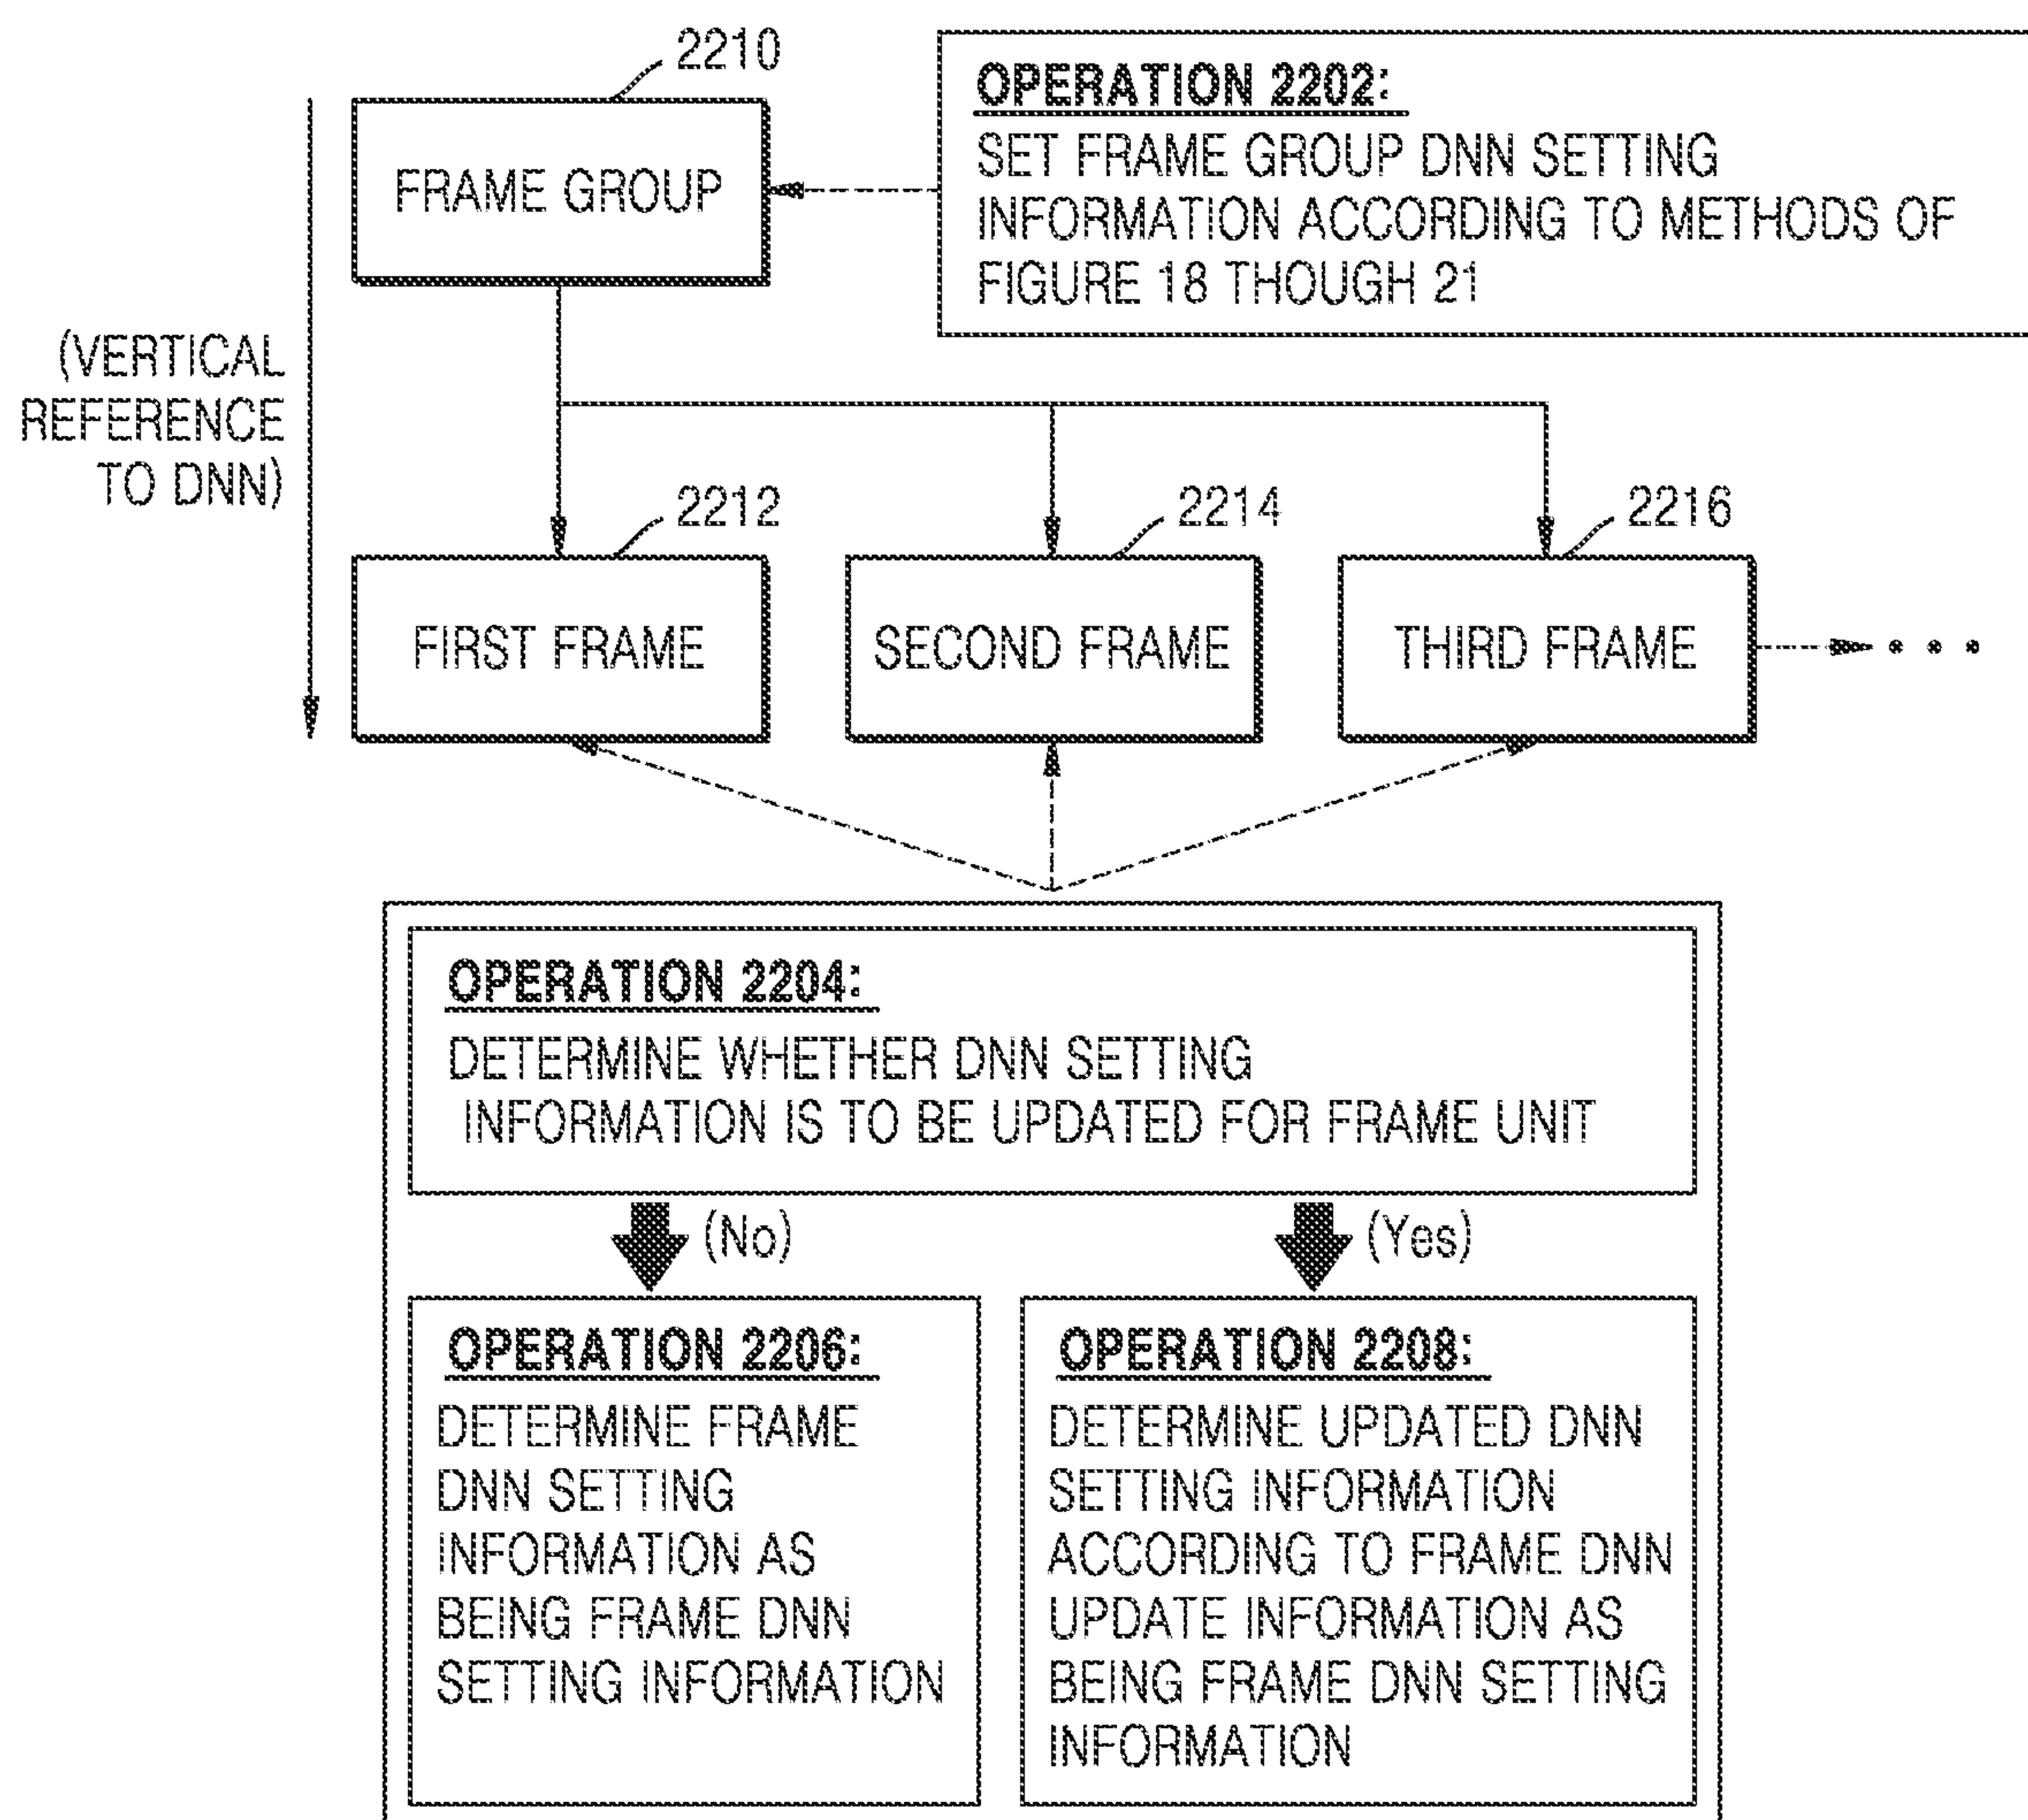 2210
FRAME GROUP
OPERATION 2202:
SET FRAME GROUP DNN SETTING
INFORMATION ACCORDING TO METHODS OF
FIGURE 18 THOUGH 21
(VERTICAL
REFERENCE
TO DNN)
2212
2214
2216
FIRST FRAME
SECOND FRAME
THIRD FRAME
OPERATION 2204:
DETERMINE WHETHER DNN SETTING
INFORMATION IS TO BE UPDATED FOR FRAME UNIT
(No)
(Yes)
OPERATION 2206:
DETERMINE FRAME
DNN SETTING
INFORMATION AS
BEING FRAME DNN
SETTING INFORMATION
OPERATION 2208:
DETERMINE UPDATED DNN
SETTING INFORMATION
ACCORDING TO FRAME DNN
UPDATE INFORMATION AS
BEING FRAME DNN SETTING
INFORMATION